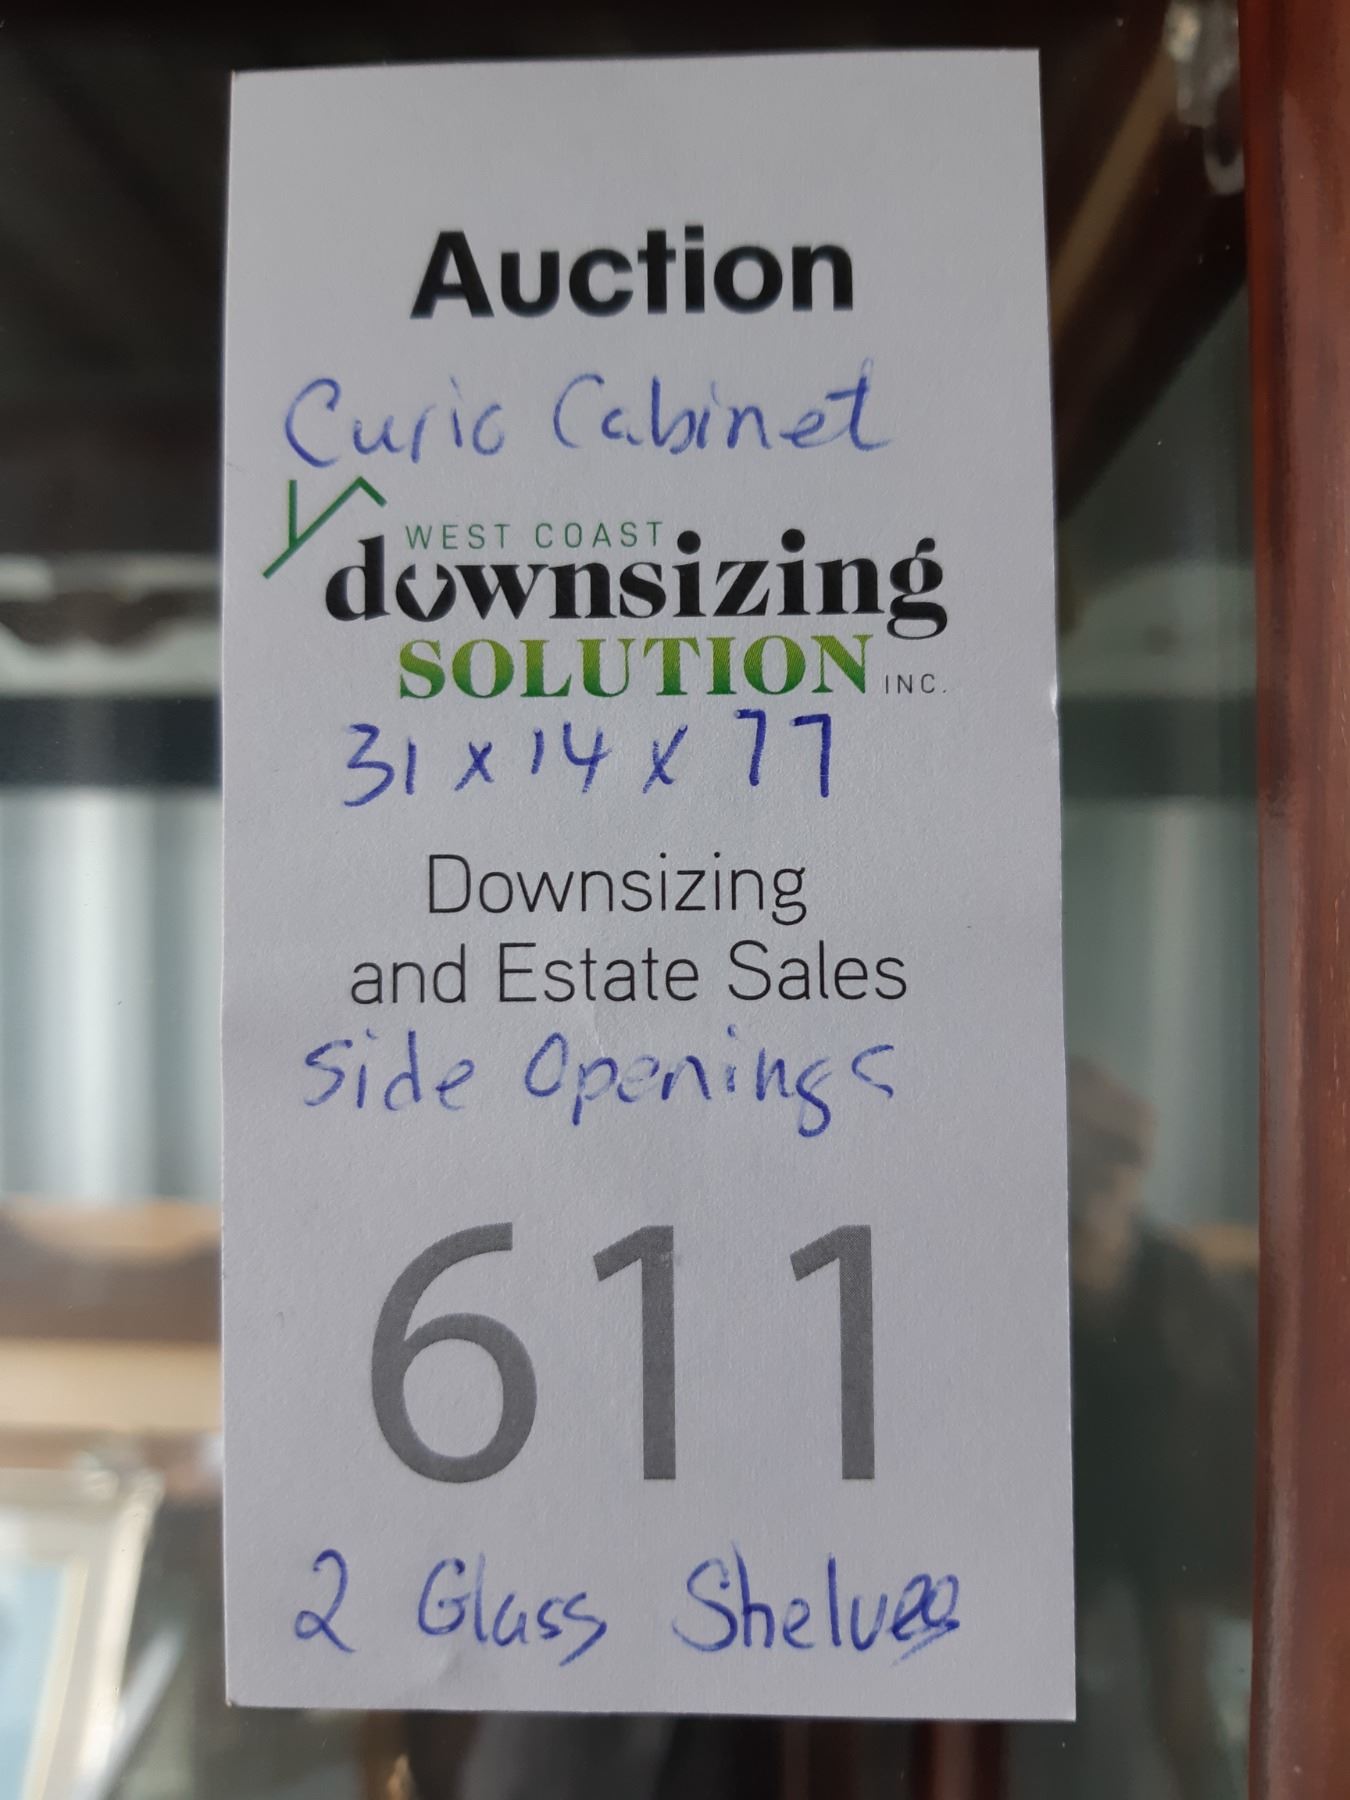 Auction
Curio Cabinet
WEST COAST
downsizing
SOLUTION INC.
31 x 14 x 77
Downsizing
and Estate Sales
Side Openings
611
2 Glass Shelves